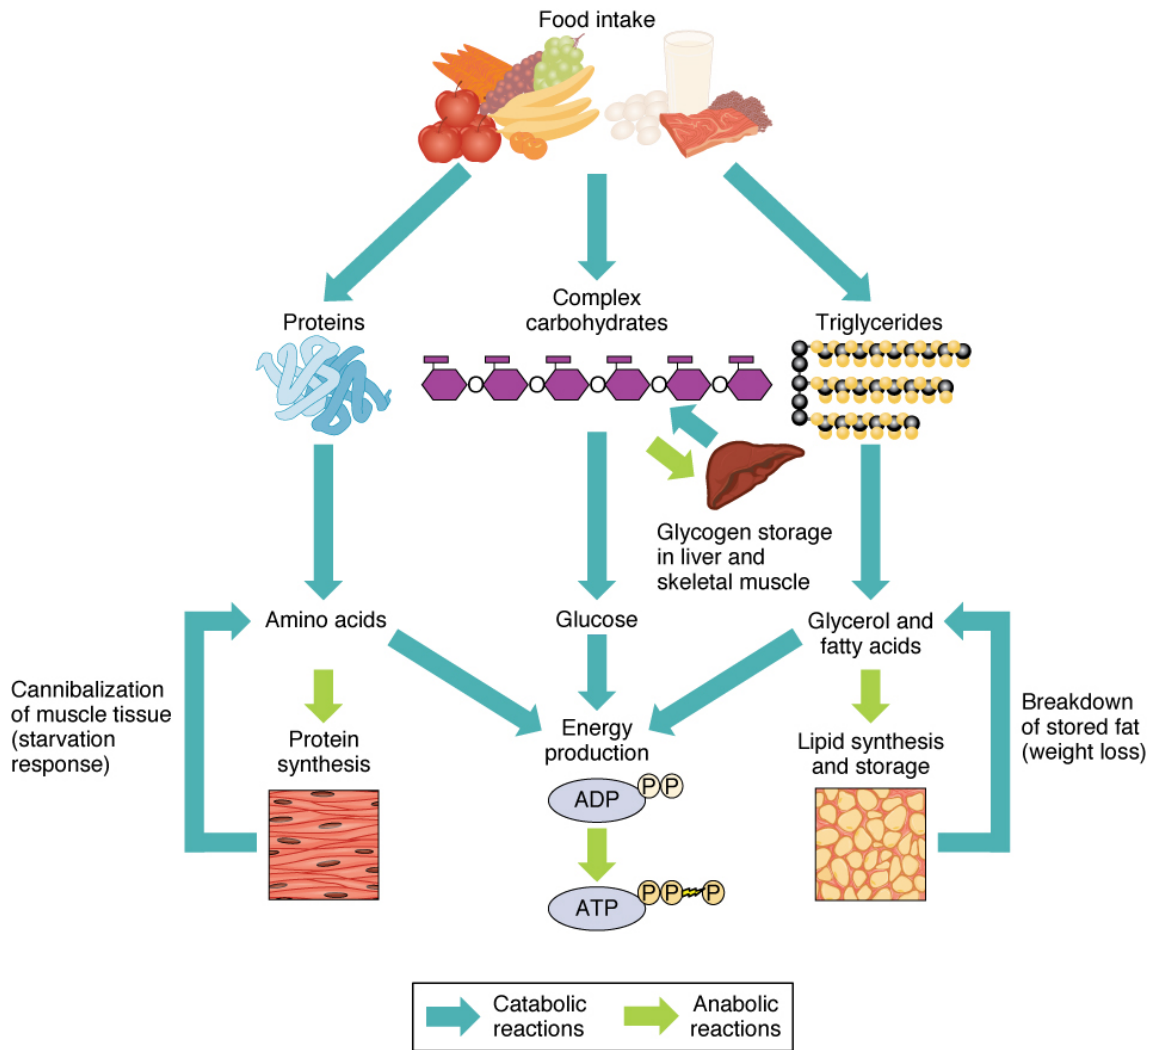 Food intake
Proteins
Complex
carbohydrates
Triglycerides
O O O O O
Glycogen storage
in liver and
skeletal muscle
Amino acids
Glucose
Glycerol and
fatty acids
Cannibalization
of muscle tissue
(starvation
response)
Protein
synthesis
Energy
production
Lipid synthesis
and storage
Breakdown
of stored fat
(weight loss)
ADP P P
ATP P P P
Catabolic
reactions
Anabolic
reactions